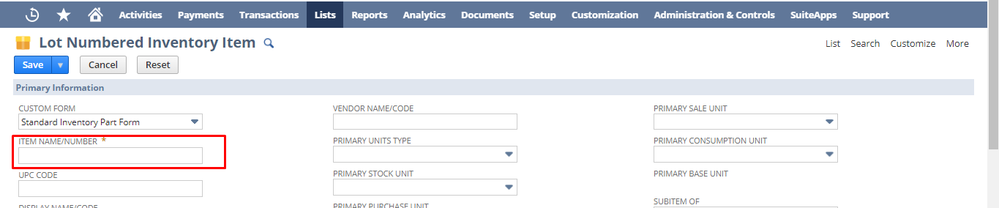 Activities Payments Transactions Lists Reports Analytics Documents Setup Customization Administration & Controls SuiteApps Support
Lot Numbered Inventory Item
List Search Customize More
Save Cancel Reset
Primary Information
CUSTOM FORM
Standard Inventory Part Form
ITEM NAME/NUMBER *
UPC CODE
DISPLAY NAME/CODE
VENDOR NAME/CODE
PRIMARY UNITS TYPE
PRIMARY STOCK UNIT
PRIMARY PURCHASE UNIT
PRIMARY SALE UNIT
PRIMARY CONSUMPTION UNIT
PRIMARY BASE UNIT
SUBITEM OF